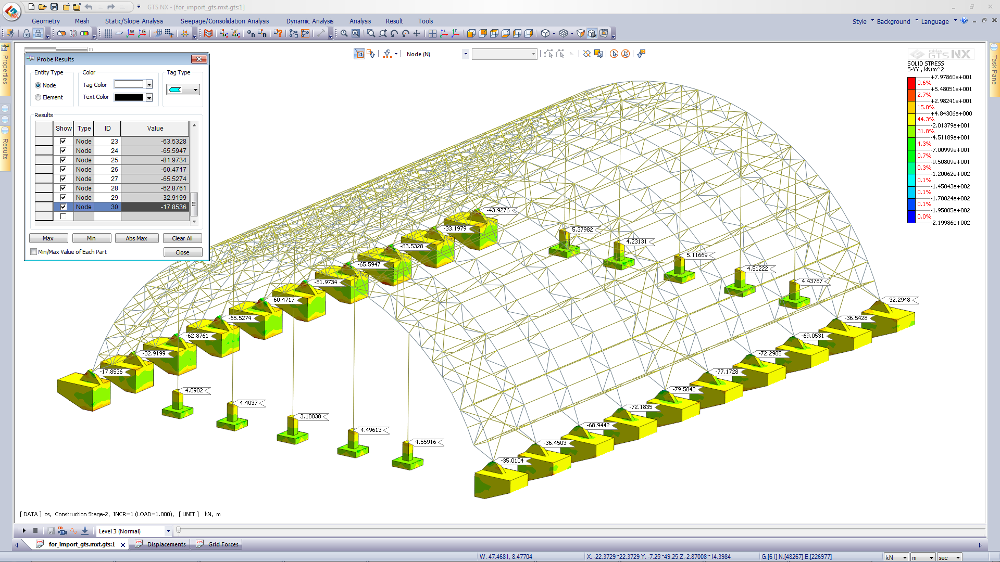 GTS NX - [for_import_gts.mxt.gts:1]
Geometry Mesh Static/Slope Analysis Seepage/Consolidation Analysis Dynamic Analysis Analysis Result Tools
Style Background Language
Properties
Results
Task Pane
m
Node (N)
Probe Results
Entity Type
Node
Element
Color
Tag Color
Text Color
Tag Type
Results
Show Type ID Value
Node 23 -63.5328
Node 24 -65.5947
Node 25 -81.9734
Node 26 -60.4717
Node 27 -65.5274
Node 28 -62.8761
Node 29 -32.9199
Node 30 -17.8536
Max Min Abs Max Clear All
Min/Max Value of Each Part
Close
midas GTS NX
SOLID STRESS
S-YY , kN/m^2
+7.97860e+001
0.6%
+5.48051e+001
2.7%
+2.98241e+001
15.0%
+4.84306e+000
44.3%
-2.01379e+001
31.8%
-4.51189e+001
4.3%
-7.00999e+001
0.7%
-9.50809e+001
0.3%
-1.20062e+002
0.1%
-1.45043e+002
0.1%
-1.70024e+002
0.1%
-1.95005e+002
0.0%
-2.19986e+002
-43.9276
-33.1979
-63.5328
-65.5947
-81.9734
-60.4717
-65.5274
-62.8761
-32.9199
-17.8536
5.37982
4.23131
5.11669
4.51222
4.43787
4.0982
4.4037
3.18038
4.49613
4.55916
-32.2948
-36.5428
-69.0531
-72.2985
-77.1728
-79.5842
-72.1835
-68.9442
-36.4503
-35.0104
[ DATA ] cs, Construction Stage-2, INCR=1 (LOAD=1.000), [ UNIT ] kN, m
Level 3 (Normal)
for_import_gts.mxt.gts:1 Displacements Grid Forces
W: 47.4681, 8.47704 X: -22.3729~22.3729 Y: -7.25~49.25 Z:-2.87008~14.3984 G:[61] N:[48267] E:[226977] kN m sec